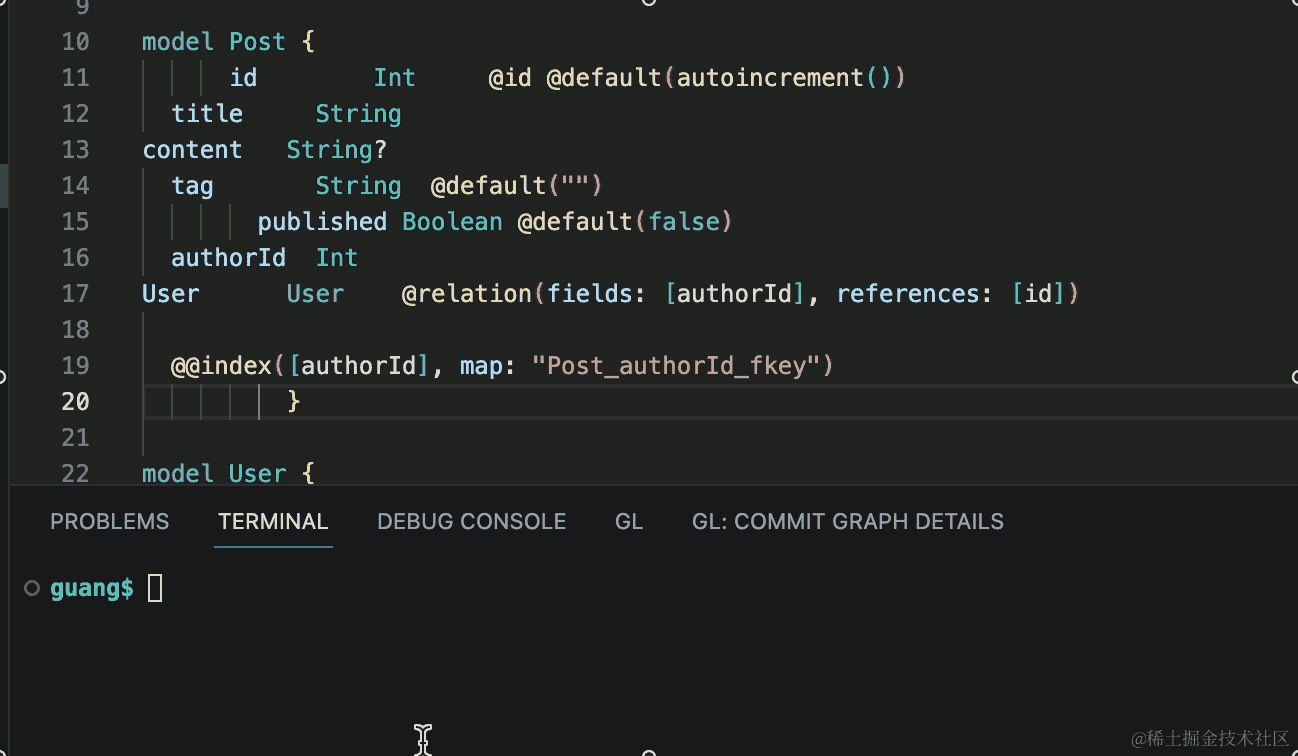 9
10 model Post {
11 id Int @id @default(autoincrement())
12 title String
13 content String?
14 tag String @default("")
15 published Boolean @default(false)
16 authorId Int
17 User User @relation(fields: [authorId], references: [id])
18
19 @@index([authorId], map: "Post_authorId_fkey")
20 }
21
22 model User {
PROBLEMS TERMINAL DEBUG CONSOLE GL GL: COMMIT GRAPH DETAILS
guang$
@稀土掘金技术社区